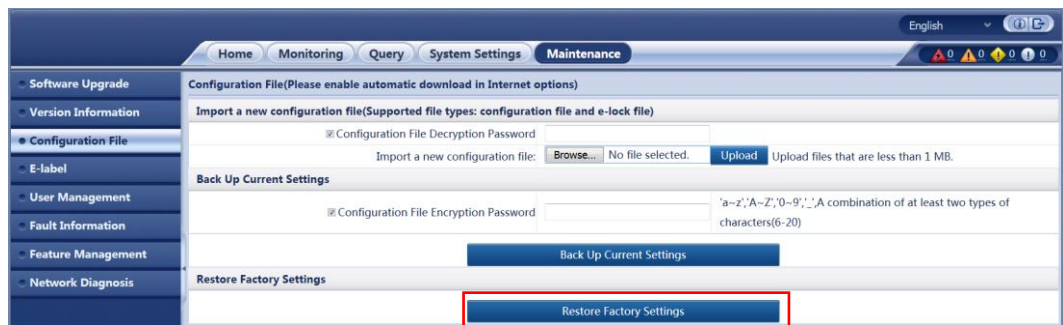 English
Home Monitoring Query System Settings Maintenance
0 0 0 0
Software Upgrade
Version Information
Configuration File
E-label
User Management
Fault Information
Feature Management
Network Diagnosis
Configuration File(Please enable automatic download in Internet options)
Import a new configuration file(Supported file types: configuration file and e-lock file)
Configuration File Decryption Password
Import a new configuration file: Browse... No file selected. Upload Upload files that are less than 1 MB.
Back Up Current Settings
Configuration File Encryption Password
'a~z','A~Z','0~9','_',A combination of at least two types of
characters(6-20)
Back Up Current Settings
Restore Factory Settings
Restore Factory Settings